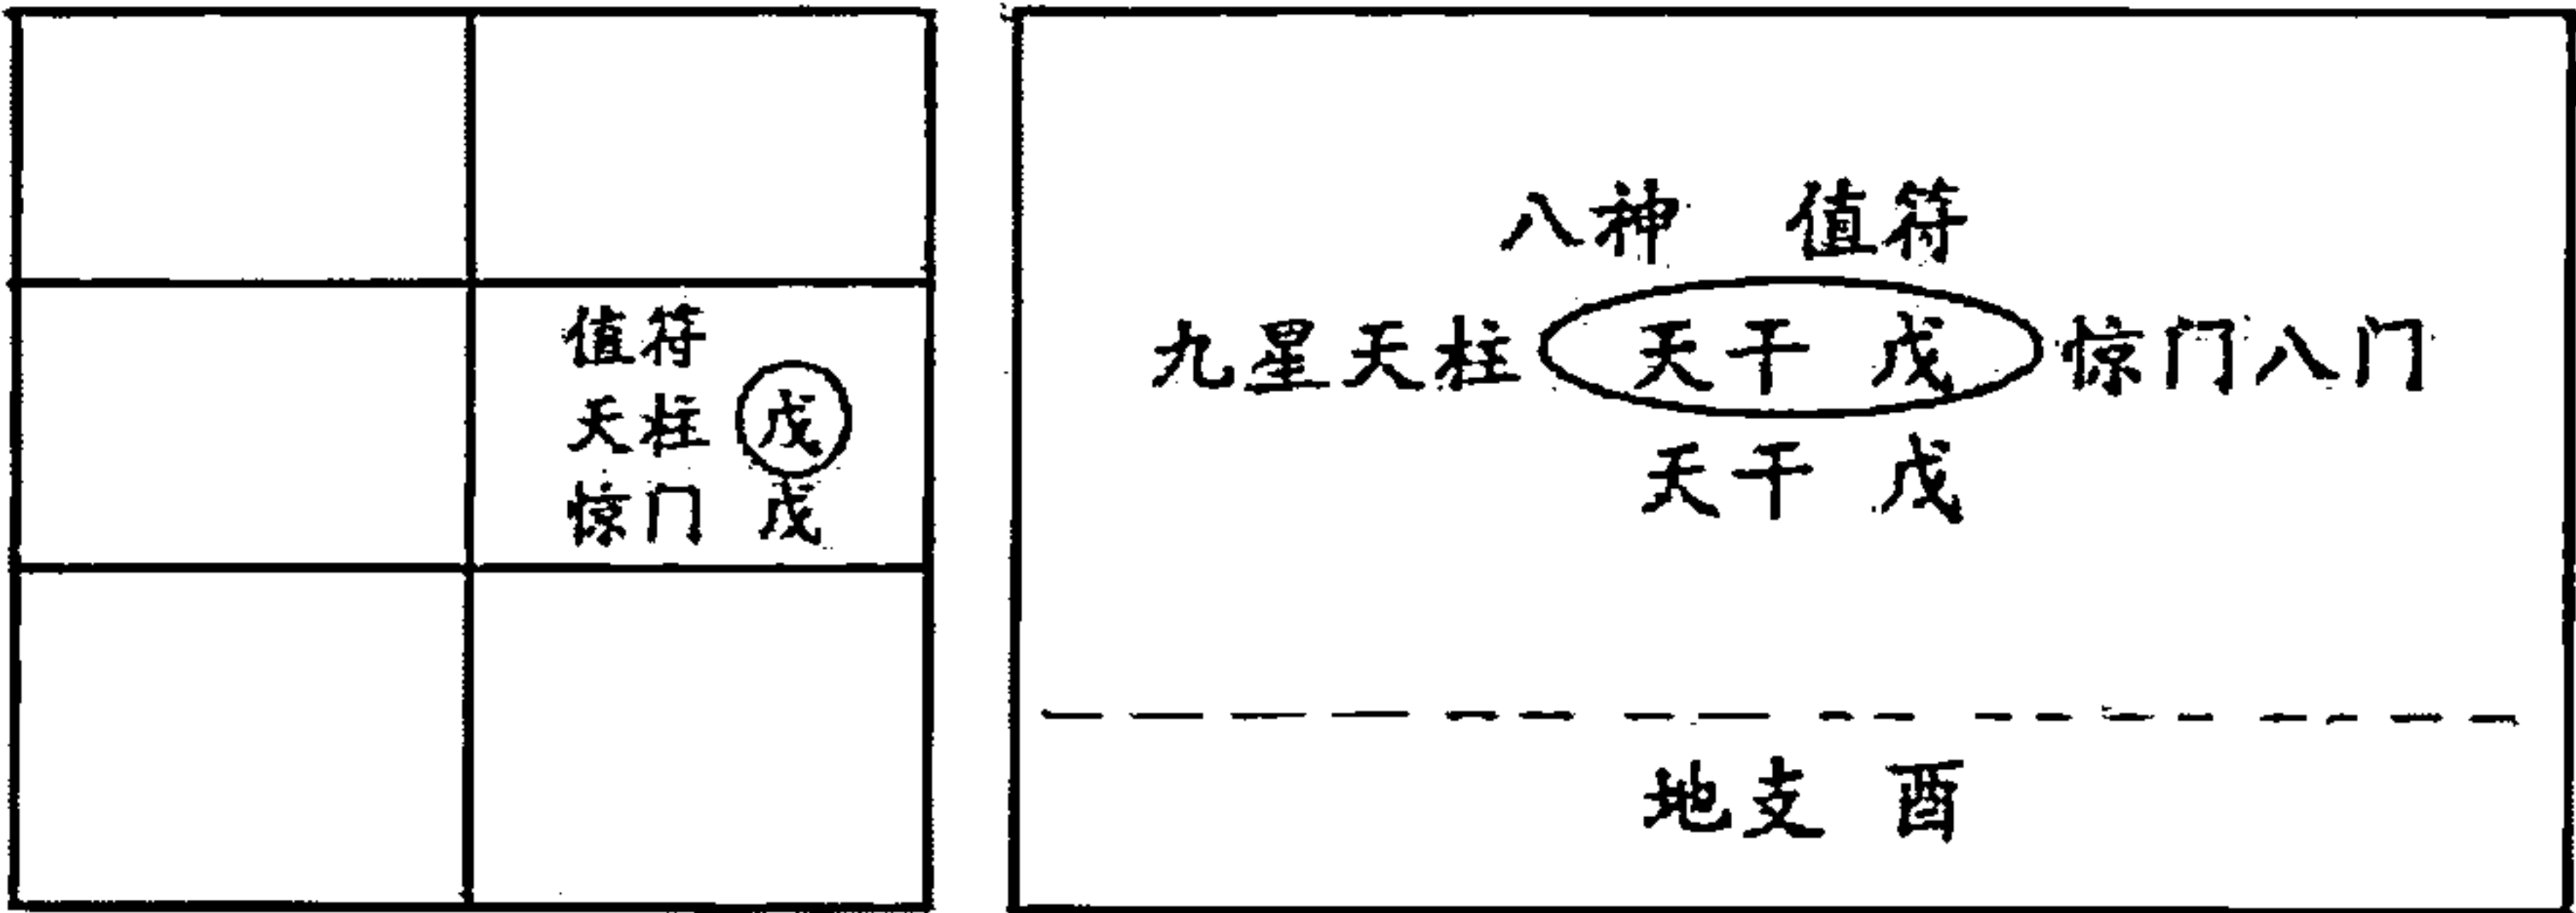 值符
天柱 戊
惊门 戊
八神 值符
九星天柱 天干 戊 惊门八门
天干 戊
地支 酉